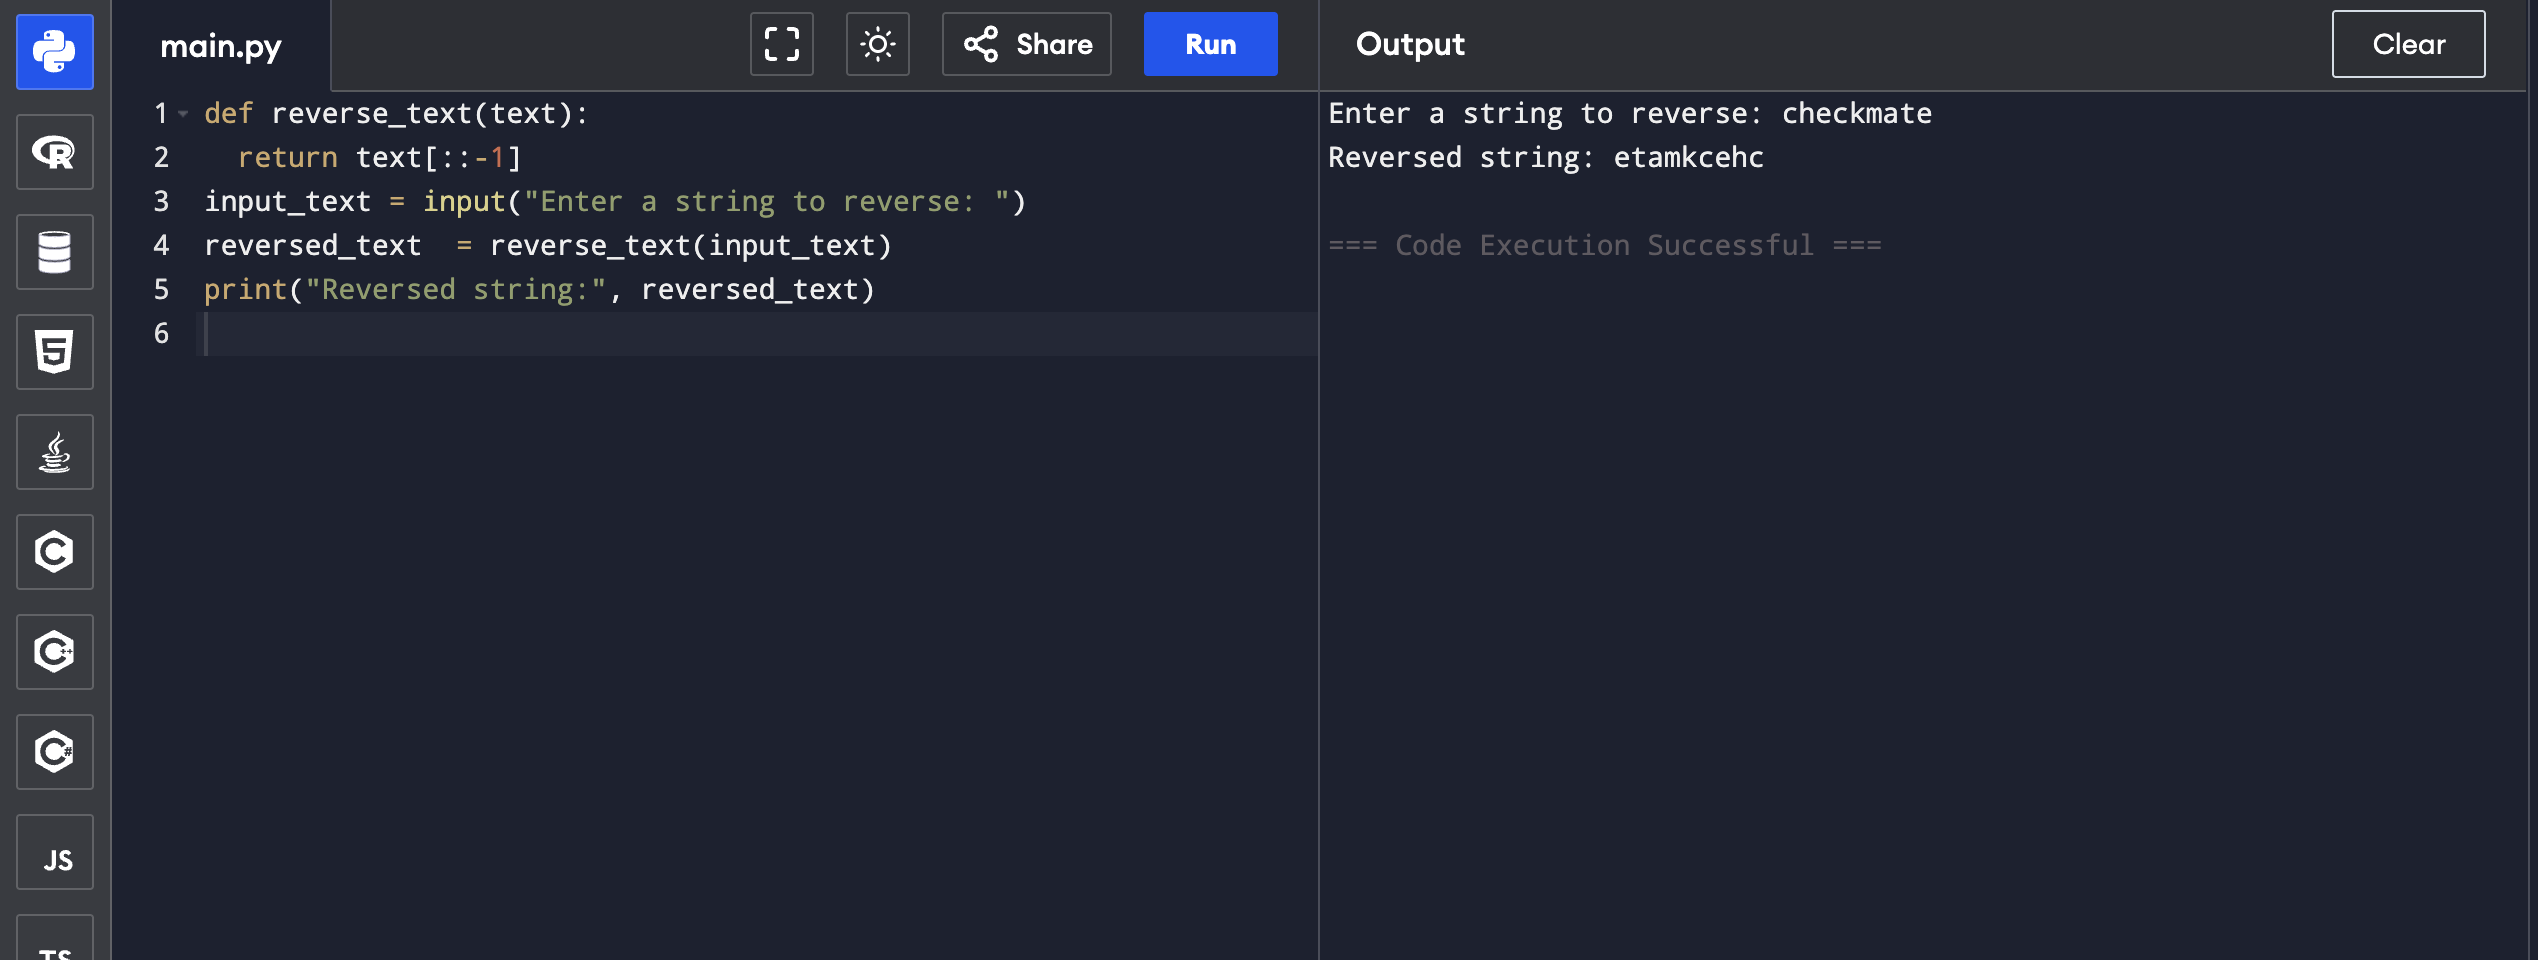 main.py
Share
Run
Output
Clear
1 def reverse_text(text):
2   return text[::-1]
3 input_text = input("Enter a string to reverse: ")
4 reversed_text  = reverse_text(input_text)
5 print("Reversed string:", reversed_text)
6
Enter a string to reverse: checkmate
Reversed string: etamkcehc
=== Code Execution Successful ===
R
5
C
C++
C#
JS
TS